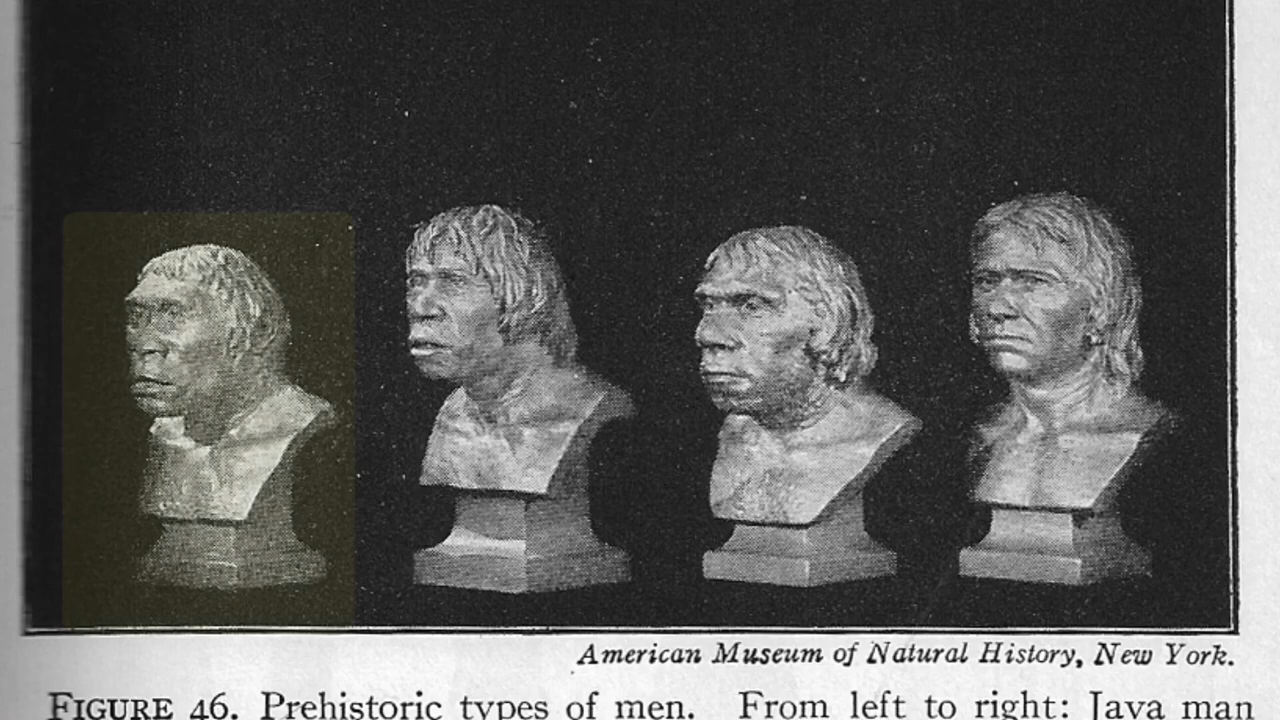 American Museum of Natural History, New York.
FIGURE 46. Prehistoric types of men. From left to right: Java man